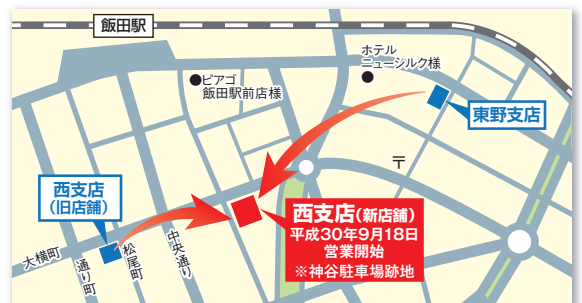 飯田駅
ホテル
ニューシルク様
ピアゴ
飯田駅前店様
東野支店
〒
西支店
(旧店舗)
西支店(新店舗)
平成30年9月18日
営業開始
※神谷駐車場跡地
大横町
通り町
松尾町
中央通り